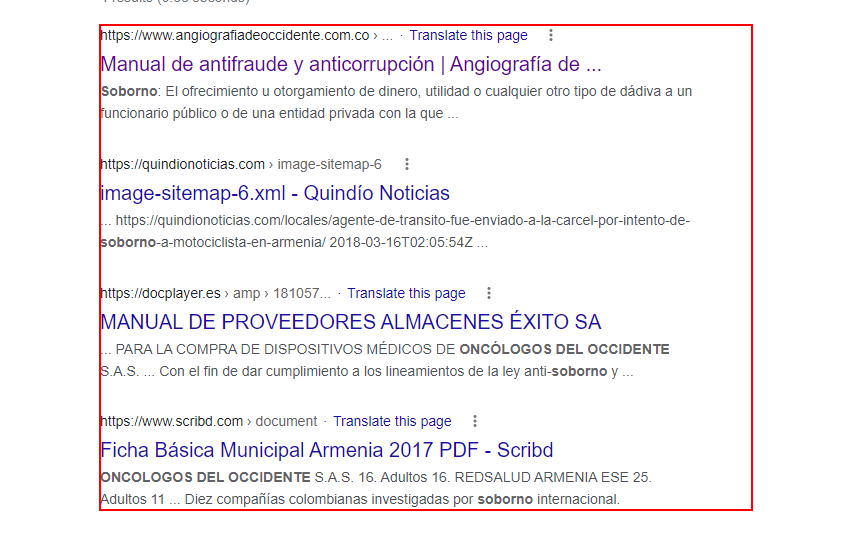 https://www.angiografiadeoccidente.com.co › ... · Translate this page
Manual de antifraude y anticorrupción | Angiografía de ...
Soborno: El ofrecimiento u otorgamiento de dinero, utilidad o cualquier otro tipo de dádiva a un
funcionario público o de una entidad privada con la que ...
https://quindionoticias.com › image-sitemap-6
image-sitemap-6.xml - Quindío Noticias
... https://quindionoticias.com/locales/agente-de-transito-fue-enviado-a-la-carcel-por-intento-de-
soborno-a-motociclista-en-armenia/ 2018-03-16T02:05:54Z ...
https://docplayer.es › amp › 181057... · Translate this page
MANUAL DE PROVEEDORES ALMACENES ÉXITO SA
... PARA LA COMPRA DE DISPOSITIVOS MÉDICOS DE ONCÓLOGOS DEL OCCIDENTE
S.A.S. ... Con el fin de dar cumplimiento a los lineamientos de la ley anti-soborno y ...
https://www.scribd.com › document · Translate this page
Ficha Básica Municipal Armenia 2017 PDF - Scribd
ONCOLOGOS DEL OCCIDENTE S.A.S. 16. Adultos 16. REDSALUD ARMENIA ESE 25.
Adultos 11 ... Diez compañías colombianas investigadas por soborno internacional.